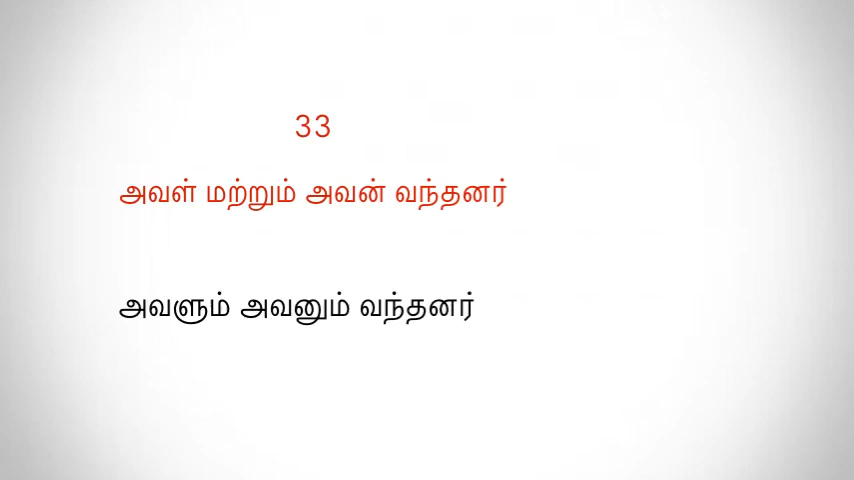 33
அவள் மற்றும் அவன் வந்தனர்
அவளும் அவனும் வந்தனர்